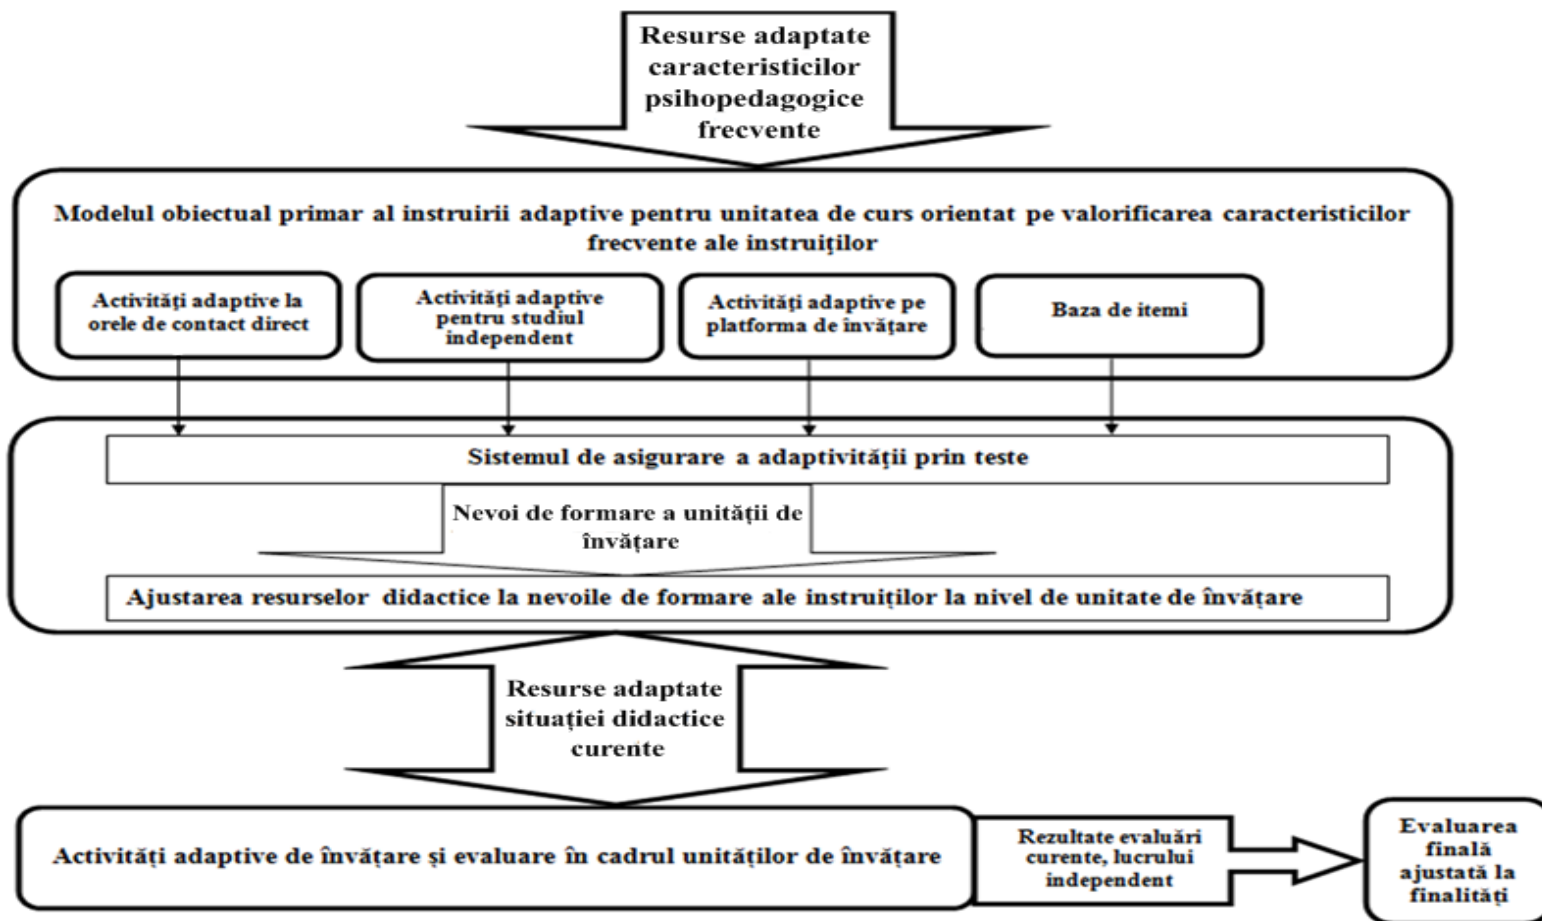 Resurse adaptate
caracteristicilor
psihopedagogice
frecvente
Modelul obiectual primar al instruirii adaptive pentru unitatea de curs orientat pe valorificarea caracteristicilor
frecvente ale instruiților
Activități adaptive la
orele de contact direct
Activități adaptive
pentru studiul
independent
Activități adaptive pe
platforma de învățare
Baza de itemi
Sistemul de asigurare a adaptivității prin teste
Nevoi de formare a unității de
învățare
Ajustarea resurselor didactice la nevoile de formare ale instruiților la nivel de unitate de învățare
Resurse adaptate
situației didactice
curente
Activități adaptive de învățare și evaluare în cadrul unităților de învățare
Rezultate evaluări
curente, lucrului
independent
Evaluarea
finală
ajustată la
finalități